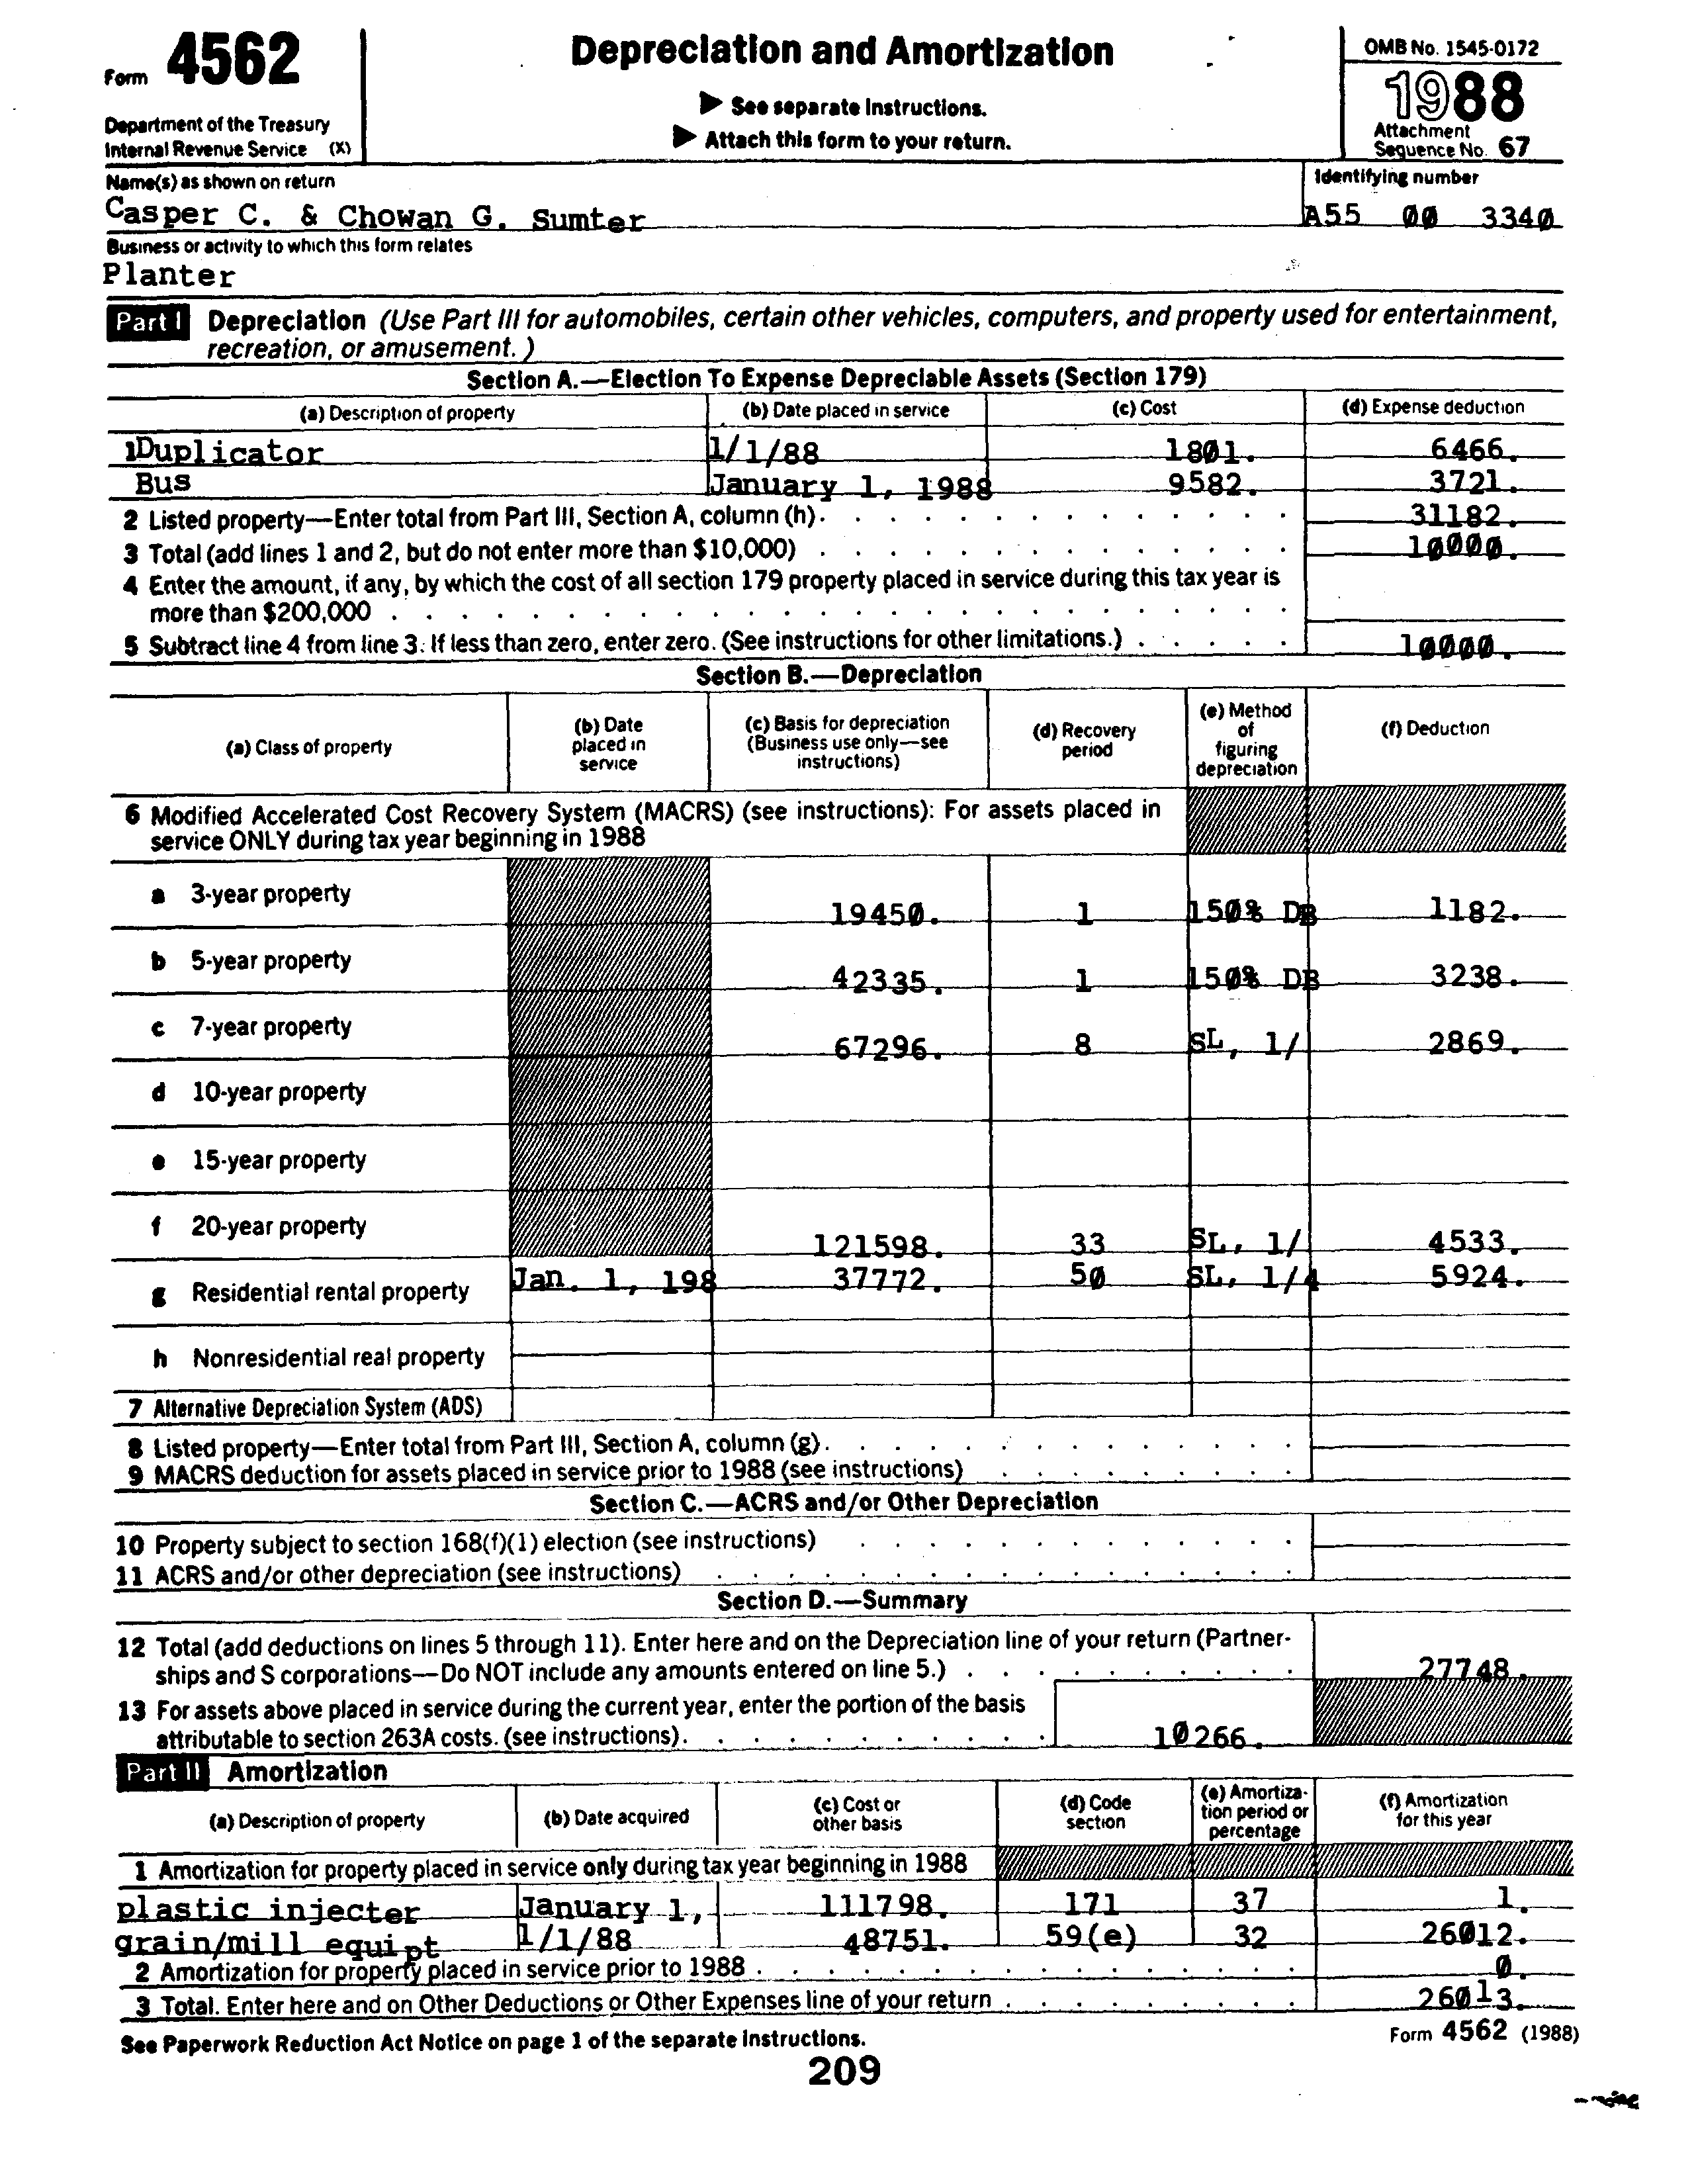 Form 4562
Department of the Treasury
Internal Revenue Service (X)
Depreciation and Amortization
▶ See separate Instructions.
▶ Attach this form to your return.
OMB No. 1545-0172
1988
Attachment
Sequence No. 67
Name(s) as shown on return
Identifying number
Casper C. & Chowan G. Sumter
A55 00 3340
Business or activity to which this form relates
Planter
Part I Depreciation (Use Part III for automobiles, certain other vehicles, computers, and property used for entertainment,
recreation, or amusement.)
Section A.—Election To Expense Depreciable Assets (Section 179)
(a) Description of property (b) Date placed in service (c) Cost (d) Expense deduction
1 Duplicator 1/1/88 1801. 6466.
Bus January 1, 1988 9582. 3721.
2 Listed property—Enter total from Part III, Section A, column (h) 31182.
3 Total (add lines 1 and 2, but do not enter more than $10,000) 10000.
4 Enter the amount, if any, by which the cost of all section 179 property placed in service during this tax year is
more than $200,000
5 Subtract line 4 from line 3. If less than zero, enter zero. (See instructions for other limitations.) 10000.
Section B.—Depreciation
(a) Class of property
(b) Date
placed in
service
(c) Basis for depreciation
(Business use only—see
instructions)
(d) Recovery
period
(e) Method
of
figuring
depreciation
(f) Deduction
6 Modified Accelerated Cost Recovery System (MACRS) (see instructions): For assets placed in
service ONLY during tax year beginning in 1988
a 3-year property 19450. 1 150% DB 1182.
b 5-year property 42335. 1 150% DB 3238.
c 7-year property 67296. 8 SL, 1/ 2869.
d 10-year property
e 15-year property
f 20-year property 121598. 33 SL, 1/ 4533.
g Residential rental property Jan. 1, 198 37772. 50 SL, 1/4 5924.
h Nonresidential real property
7 Alternative Depreciation System (ADS)
8 Listed property—Enter total from Part III, Section A, column (g)
9 MACRS deduction for assets placed in service prior to 1988 (see instructions)
Section C.—ACRS and/or Other Depreciation
10 Property subject to section 168(f)(1) election (see instructions)
11 ACRS and/or other depreciation (see instructions)
Section D.—Summary
12 Total (add deductions on lines 5 through 11). Enter here and on the Depreciation line of your return (Partner-
ships and S corporations—Do NOT include any amounts entered on line 5.) 27748.
13 For assets above placed in service during the current year, enter the portion of the basis
attributable to section 263A costs. (see instructions) 10266.
Part II Amortization
(a) Description of property
(b) Date acquired
(c) Cost or
other basis
(d) Code
section
(e) Amortiza-
tion period or
percentage
(f) Amortization
for this year
1 Amortization for property placed in service only during tax year beginning in 1988
plastic injecter January 1, 111798. 171 37 1.
grain/mill equipt 1/1/88 48751. 59(e) 32 26012.
2 Amortization for property placed in service prior to 1988 0.
3 Total. Enter here and on Other Deductions or Other Expenses line of your return 26013.
See Paperwork Reduction Act Notice on page 1 of the separate Instructions.
Form 4562 (1988)
209